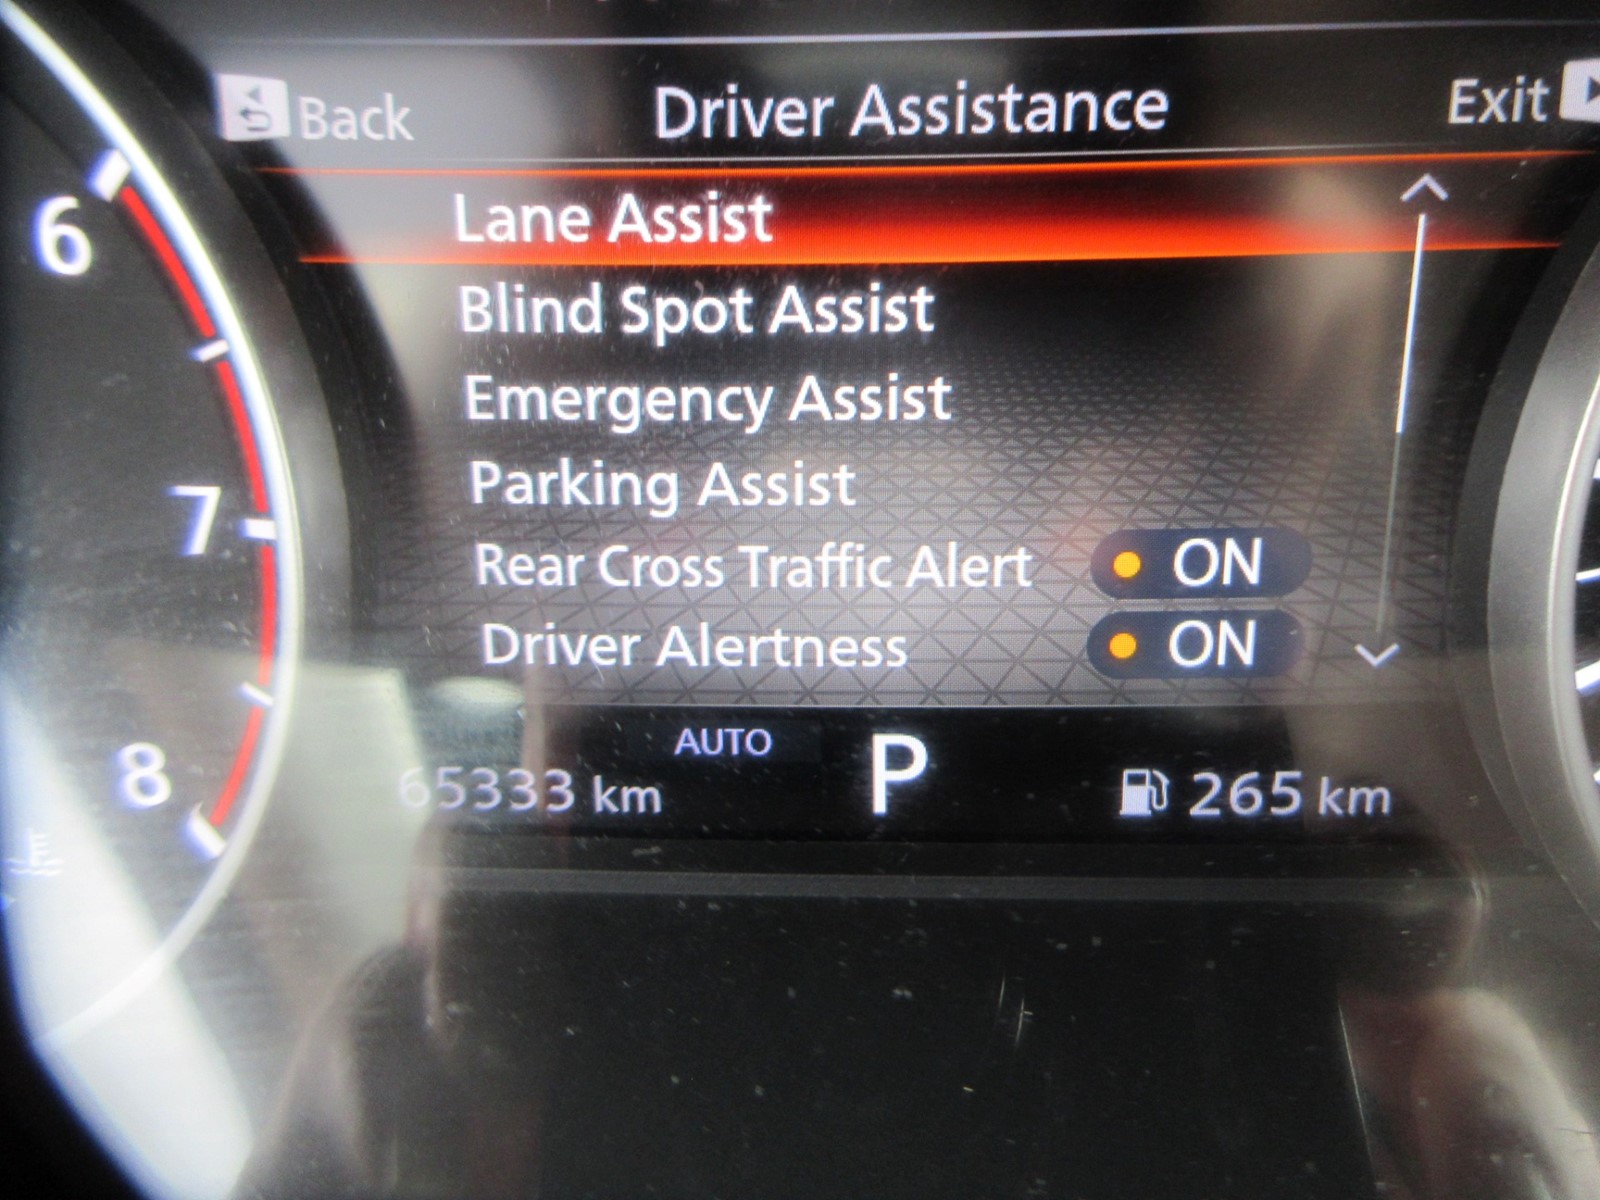 Back
Driver Assistance
Exit
Lane Assist
Blind Spot Assist
Emergency Assist
Parking Assist
Rear Cross Traffic Alert ON
Driver Alertness ON
AUTO
P
65333 km
265 km
6
7
8